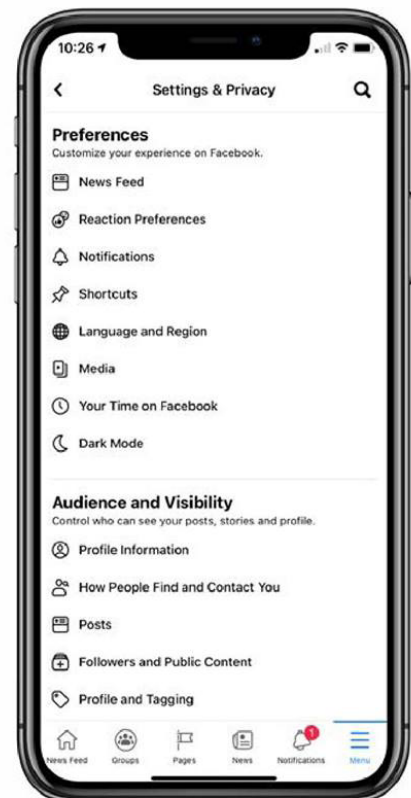 10:26
Settings & Privacy
Preferences
Customize your experience on Facebook.
News Feed
Reaction Preferences
Notifications
Shortcuts
Language and Region
Media
Your Time on Facebook
Dark Mode
Audience and Visibility
Control who can see your posts, stories and profile.
Profile Information
How People Find and Contact You
Posts
Followers and Public Content
Profile and Tagging
1
News Feed Groups Pages News Notifications Menu